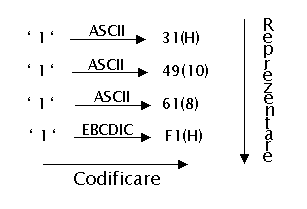 ‘ 1 ‘ ASCII 31(H)
‘ 1 ‘ ASCII 49(10)
‘ 1 ‘ ASCII 61(8)
‘ 1 ‘ EBCDIC F1(H)
Codificare
Reprezentare